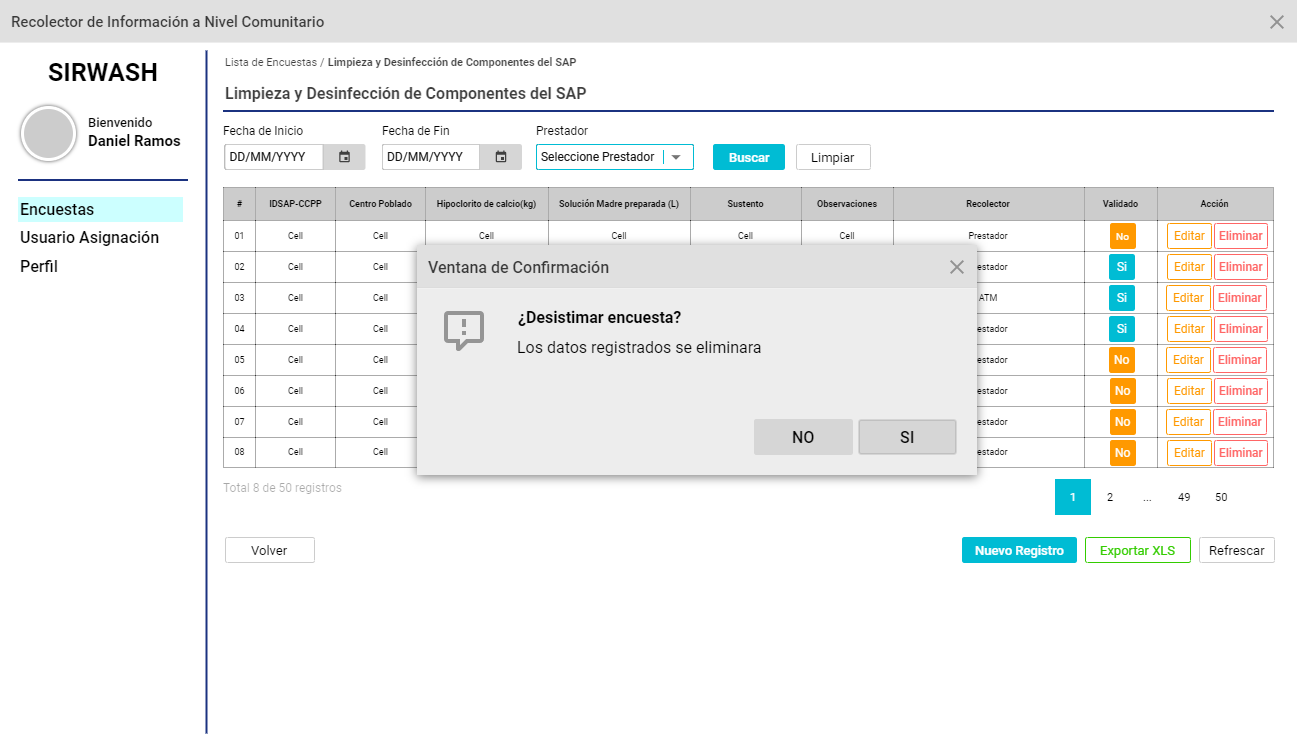 Recolector de Información a Nivel Comunitario
SIRWASH
Bienvenido
Daniel Ramos
Encuestas
Usuario Asignación
Perfil
Lista de Encuestas / Limpieza y Desinfección de Componentes del SAP
Limpieza y Desinfección de Componentes del SAP
Fecha de Inicio Fecha de Fin Prestador
DD/MM/YYYY DD/MM/YYYY Seleccione Prestador Buscar Limpiar
# IDSAP-CCPP Centro Poblado Hipoclorito de calcio(kg) Solución Madre preparada (L) Sustento Observaciones Recolector Validado Acción
01 Cell Cell Cell Cell Cell Cell Prestador No Editar Eliminar
02 Cell Cell estador Si Editar Eliminar
03 Cell Cell ATM Si Editar Eliminar
04 Cell Cell estador Si Editar Eliminar
05 Cell Cell estador No Editar Eliminar
06 Cell Cell estador No Editar Eliminar
07 Cell Cell estador No Editar Eliminar
08 Cell Cell estador No Editar Eliminar
Ventana de Confirmación
¿Desistimar encuesta?
Los datos registrados se eliminara
NO SI
Total 8 de 50 registros
1 2 ... 49 50
Volver Nuevo Registro Exportar XLS Refrescar